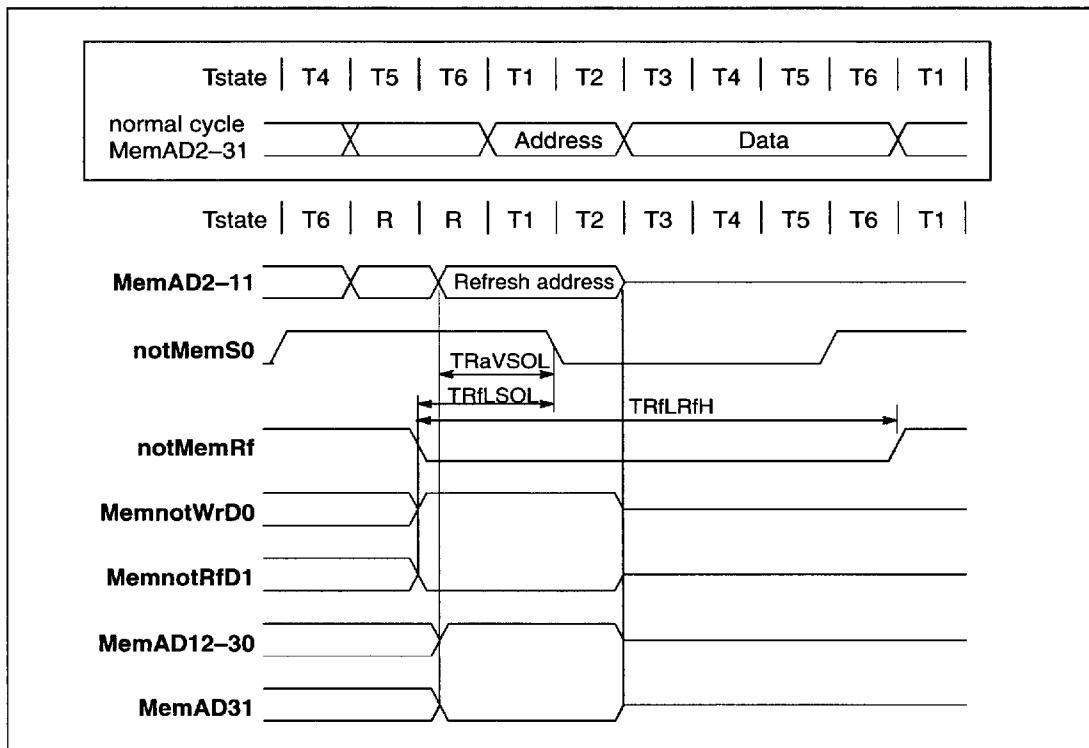 Tstate | T4 | T5 | T6 | T1 | T2 | T3 | T4 | T5 | T6 | T1 |
normal cycle
MemAD2–31
Address
Data
Tstate | T6 | R | R | T1 | T2 | T3 | T4 | T5 | T6 | T1 |
MemAD2–11
Refresh address
notMemS0
TRaVSOL
TRfLSOL
TRfLRfH
notMemRf
MemnotWrD0
MemnotRfD1
MemAD12–30
MemAD31